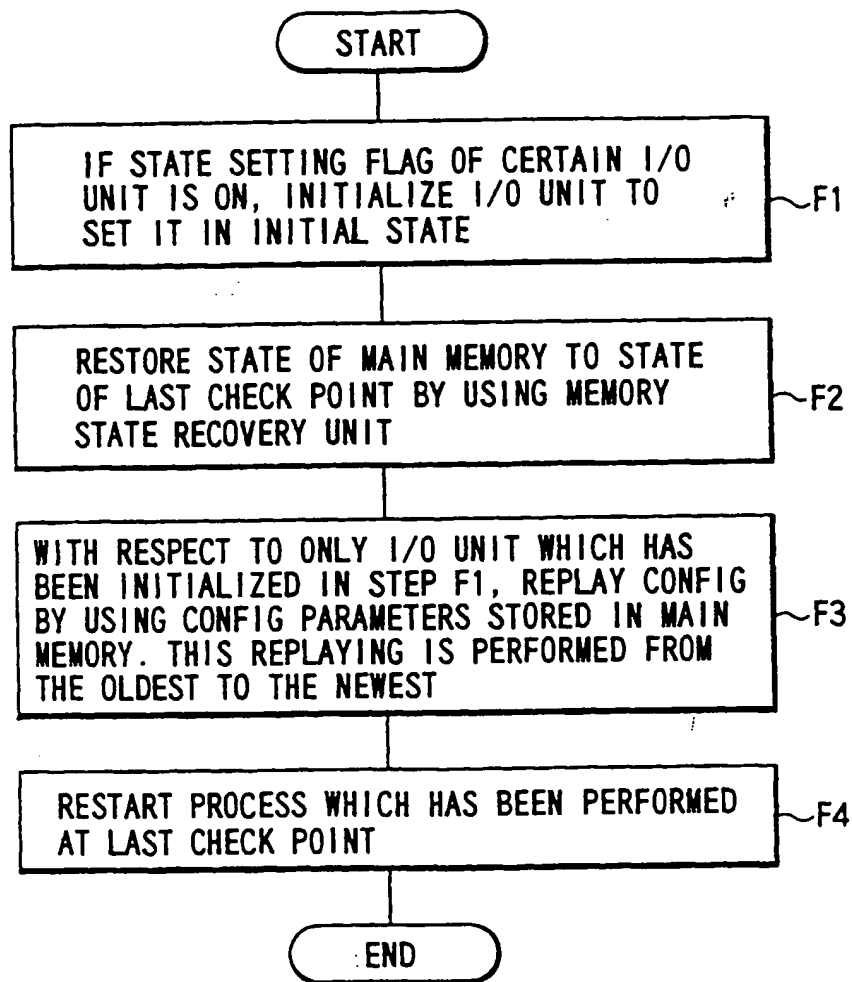 START
IF STATE SETTING FLAG OF CERTAIN I/O
UNIT IS ON, INITIALIZE I/O UNIT TO
SET IT IN INITIAL STATE
F1
RESTORE STATE OF MAIN MEMORY TO STATE
OF LAST CHECK POINT BY USING MEMORY
STATE RECOVERY UNIT
F2
WITH RESPECT TO ONLY I/O UNIT WHICH HAS
BEEN INITIALIZED IN STEP F1, REPLAY CONFIG
BY USING CONFIG PARAMETERS STORED IN MAIN
MEMORY. THIS REPLAYING IS PERFORMED FROM
THE OLDEST TO THE NEWEST
F3
RESTART PROCESS WHICH HAS BEEN PERFORMED
AT LAST CHECK POINT
F4
END